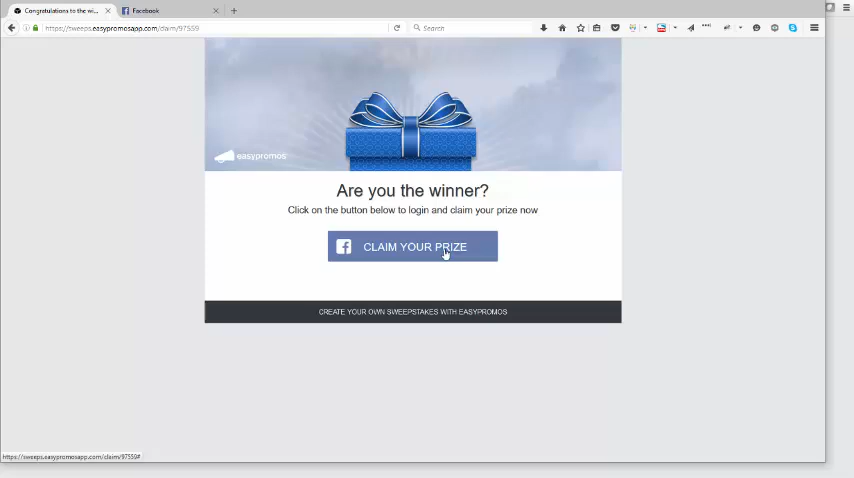 Congratulations to the wi...
Facebook
https://sweeps.easypromosapp.com/claim/97559
Search
easypromos
Are you the winner?
Click on the button below to login and claim your prize now
CLAIM YOUR PRIZE
CREATE YOUR OWN SWEEPSTAKES WITH EASYPROMOS
https://sweeps.easypromosapp.com/claim/97559#